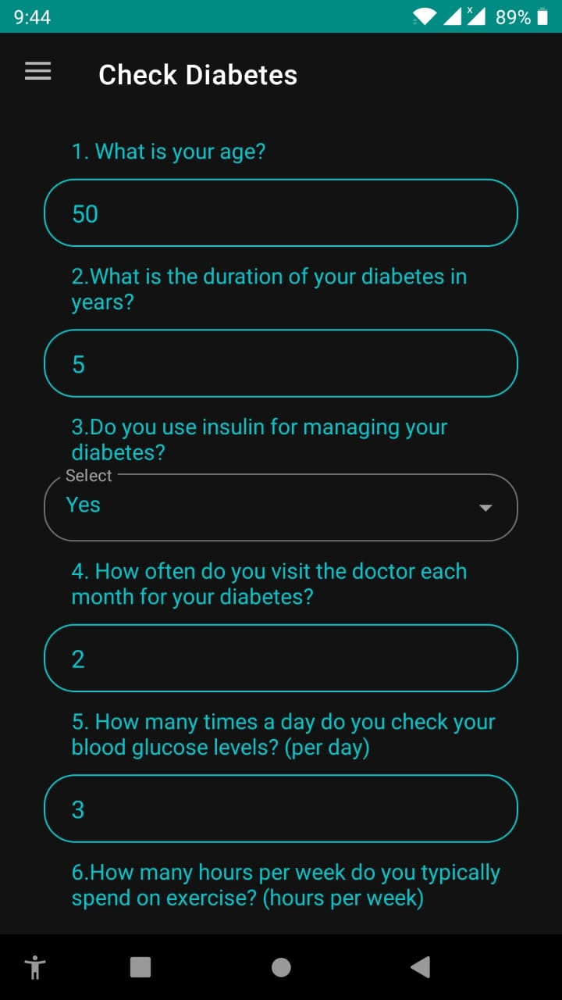 9:44
x
89%
Check Diabetes
1. What is your age?
50
2.What is the duration of your diabetes in
years?
5
3.Do you use insulin for managing your
diabetes?
Select
Yes
4. How often do you visit the doctor each
month for your diabetes?
2
5. How many times a day do you check your
blood glucose levels? (per day)
3
6.How many hours per week do you typically
spend on exercise? (hours per week)